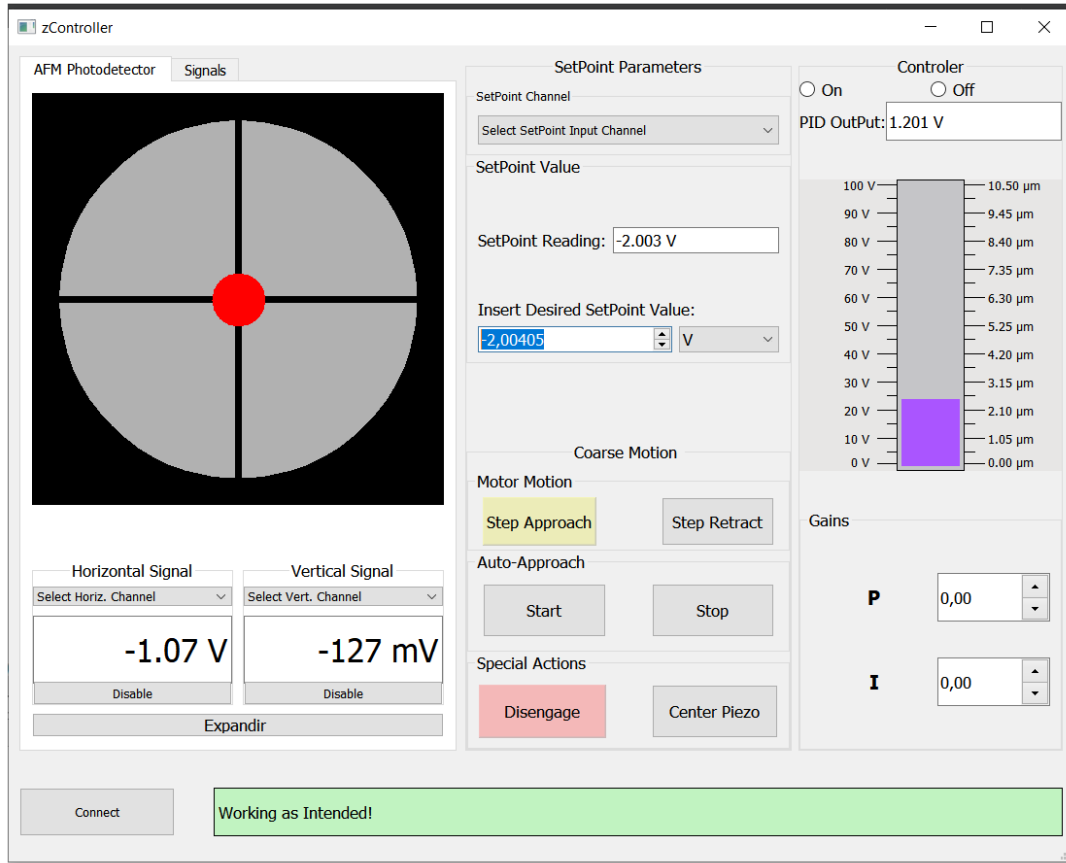 zController
AFM Photodetector
Signals
Horizontal Signal
Select Horiz. Channel
-1.07 V
Disable
Vertical Signal
Select Vert. Channel
-127 mV
Disable
Expandir
SetPoint Parameters
SetPoint Channel
Select SetPoint Input Channel
SetPoint Value
SetPoint Reading: -2.003 V
Insert Desired SetPoint Value:
-2,00405 V
Coarse Motion
Motor Motion
Step Approach Step Retract
Auto-Approach
Start Stop
Special Actions
Disengage Center Piezo
Controler
On Off
PID OutPut: 1.201 V
100 V 10.50 µm
90 V 9.45 µm
80 V 8.40 µm
70 V 7.35 µm
60 V 6.30 µm
50 V 5.25 µm
40 V 4.20 µm
30 V 3.15 µm
20 V 2.10 µm
10 V 1.05 µm
0 V 0.00 µm
Gains
P 0,00
I 0,00
Connect
Working as Intended!